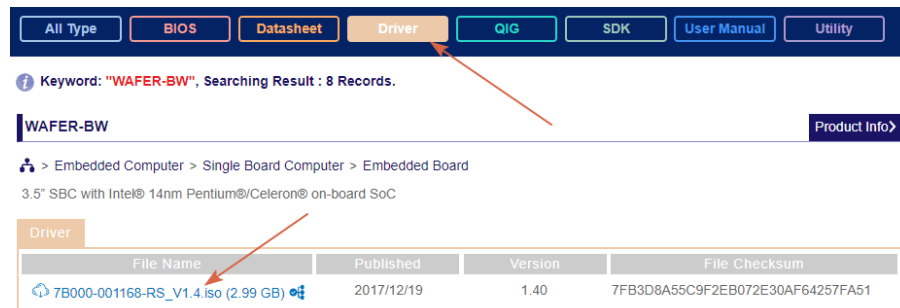 All Type BIOS Datasheet Driver QIG SDK User Manual Utility
Keyword: "WAFER-BW", Searching Result : 8 Records.
WAFER-BW Product Info>
> Embedded Computer > Single Board Computer > Embedded Board
3.5" SBC with Intel® 14nm Pentium®/Celeron® on-board SoC
Driver
File Name Published Version File Checksum
7B000-001168-RS_V1.4.iso (2.99 GB) 2017/12/19 1.40 7FB3D8A55C9F2EB072E30AF64257FA51